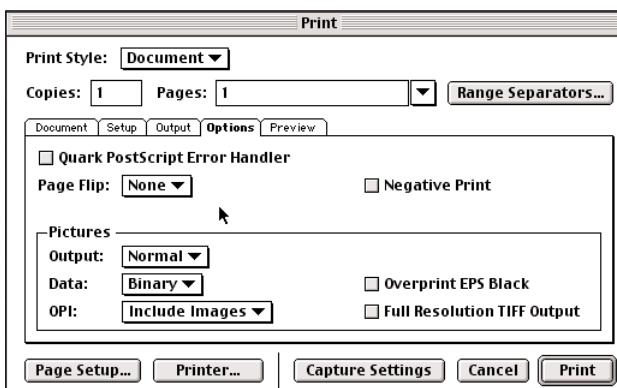 Print
Print Style: Document
Copies: 1 Pages: 1 Range Separators...
Document Setup Output Options Preview
Quark PostScript Error Handler
Page Flip: None Negative Print
Pictures
Output: Normal
Data: Binary Overprint EPS Black
OPI: Include Images Full Resolution TIFF Output
Page Setup... Printer... Capture Settings Cancel Print